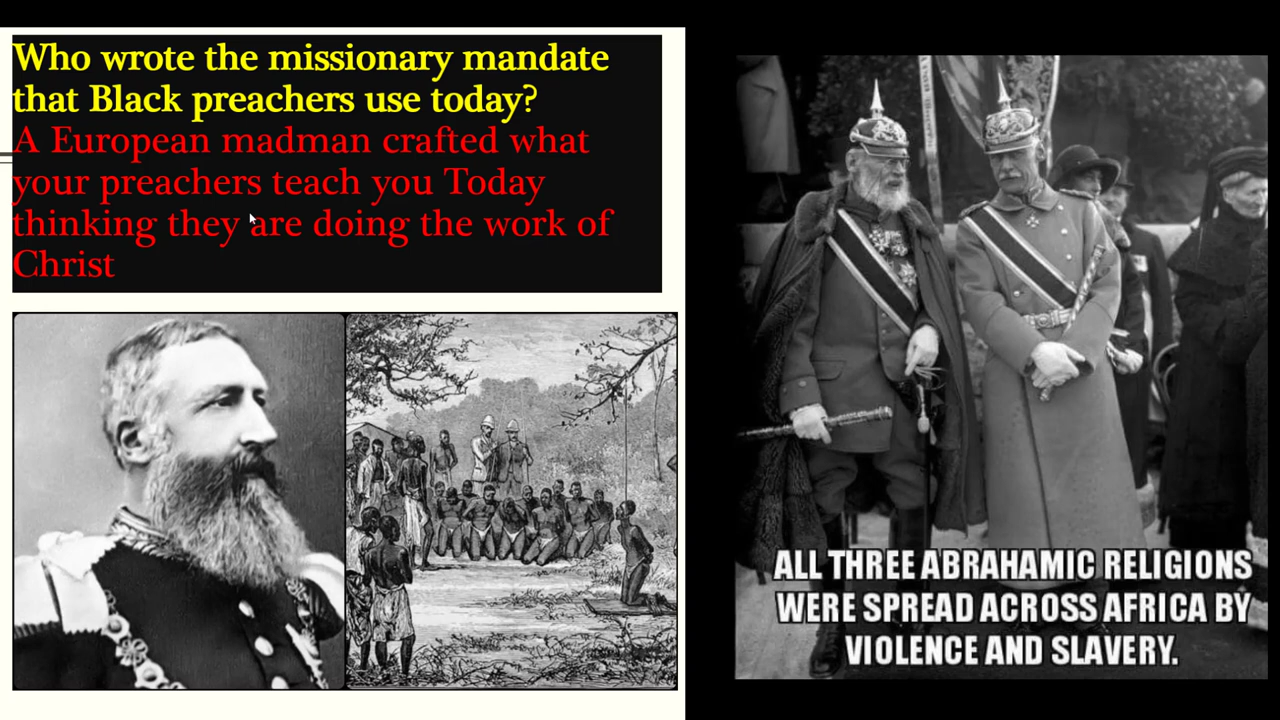 Who wrote the missionary mandate
that Black preachers use today?
A European madman crafted what
your preachers teach you Today
thinking they are doing the work of
Christ
ALL THREE ABRAHAMIC RELIGIONS
WERE SPREAD ACROSS AFRICA BY
VIOLENCE AND SLAVERY.